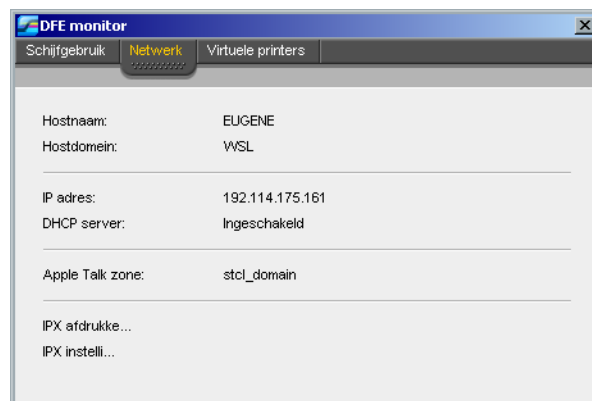 DFE monitor
Schijfgebruik Netwerk Virtuele printers
Hostnaam: EUGENE
Hostdomein: WSL
IP adres: 192.114.175.161
DHCP server: Ingeschakeld
Apple Talk zone: stcl_domain
IPX afdrukke...
IPX instelli...